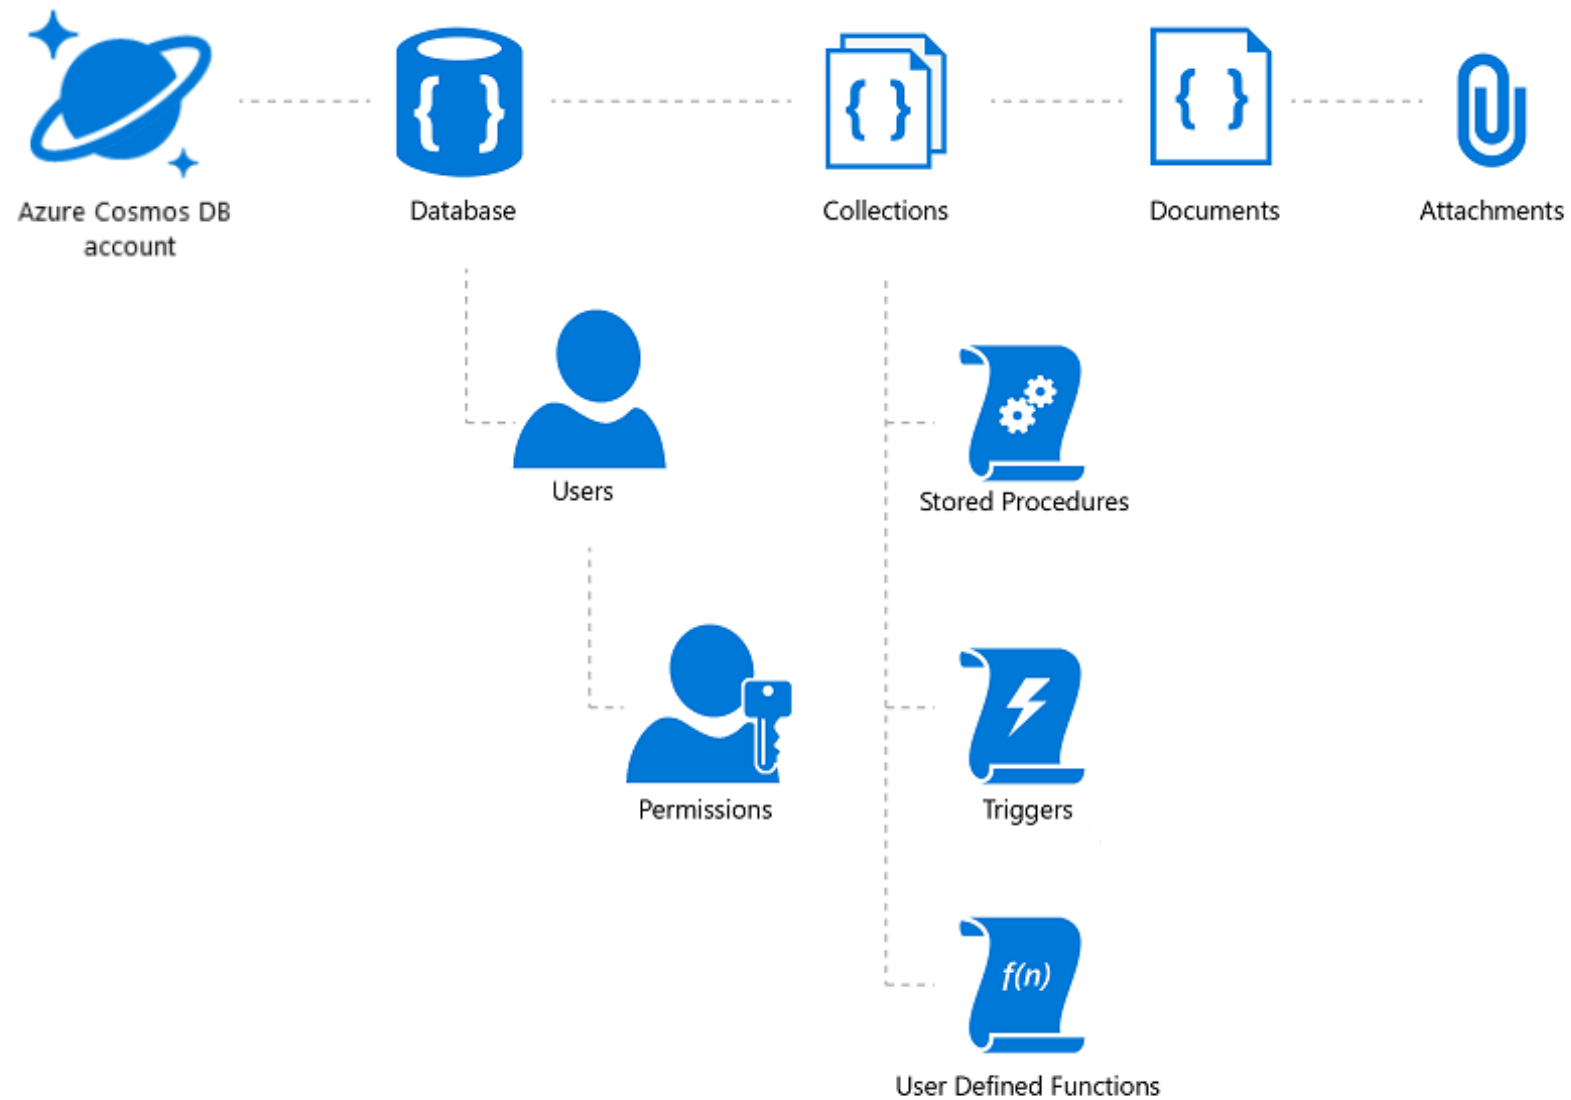 { }
{ }
{ }
Azure Cosmos DB
account
Database
Collections
Documents
Attachments
Users
Stored Procedures
Permissions
Triggers
f(n)
User Defined Functions